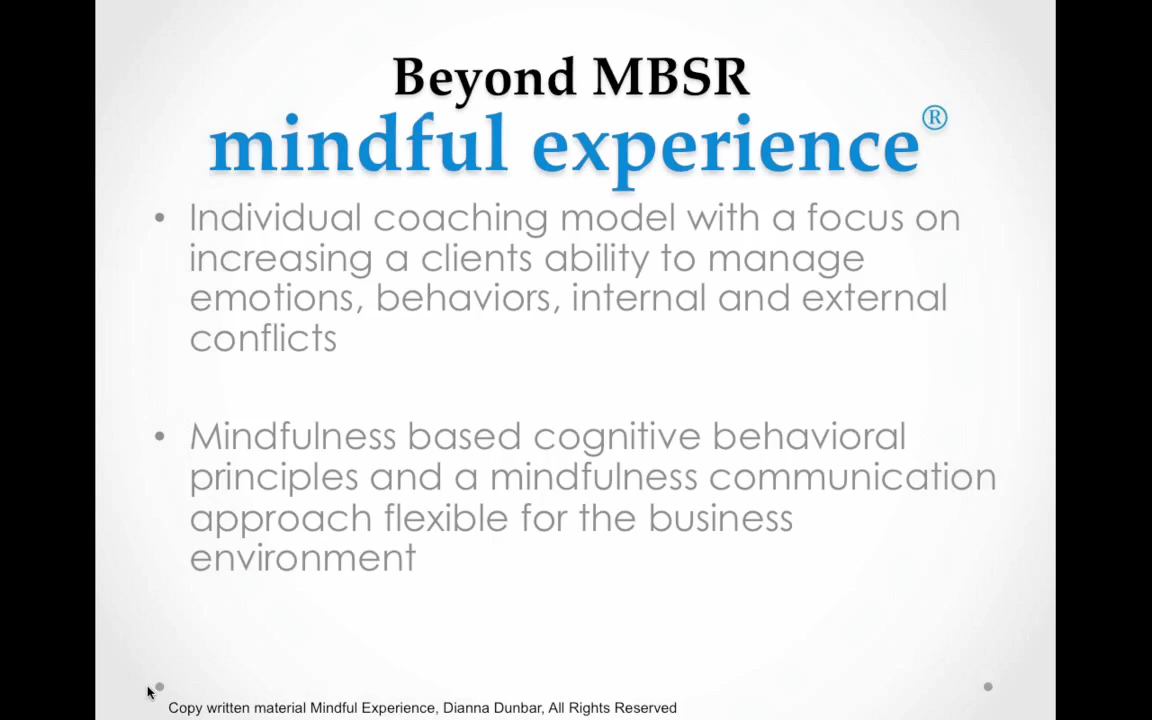 Beyond MBSR
mindful experience®
• Individual coaching model with a focus on
increasing a clients ability to manage
emotions, behaviors, internal and external
conflicts
• Mindfulness based cognitive behavioral
principles and a mindfulness communication
approach flexible for the business
environment
Copy written material Mindful Experience, Dianna Dunbar, All Rights Reserved